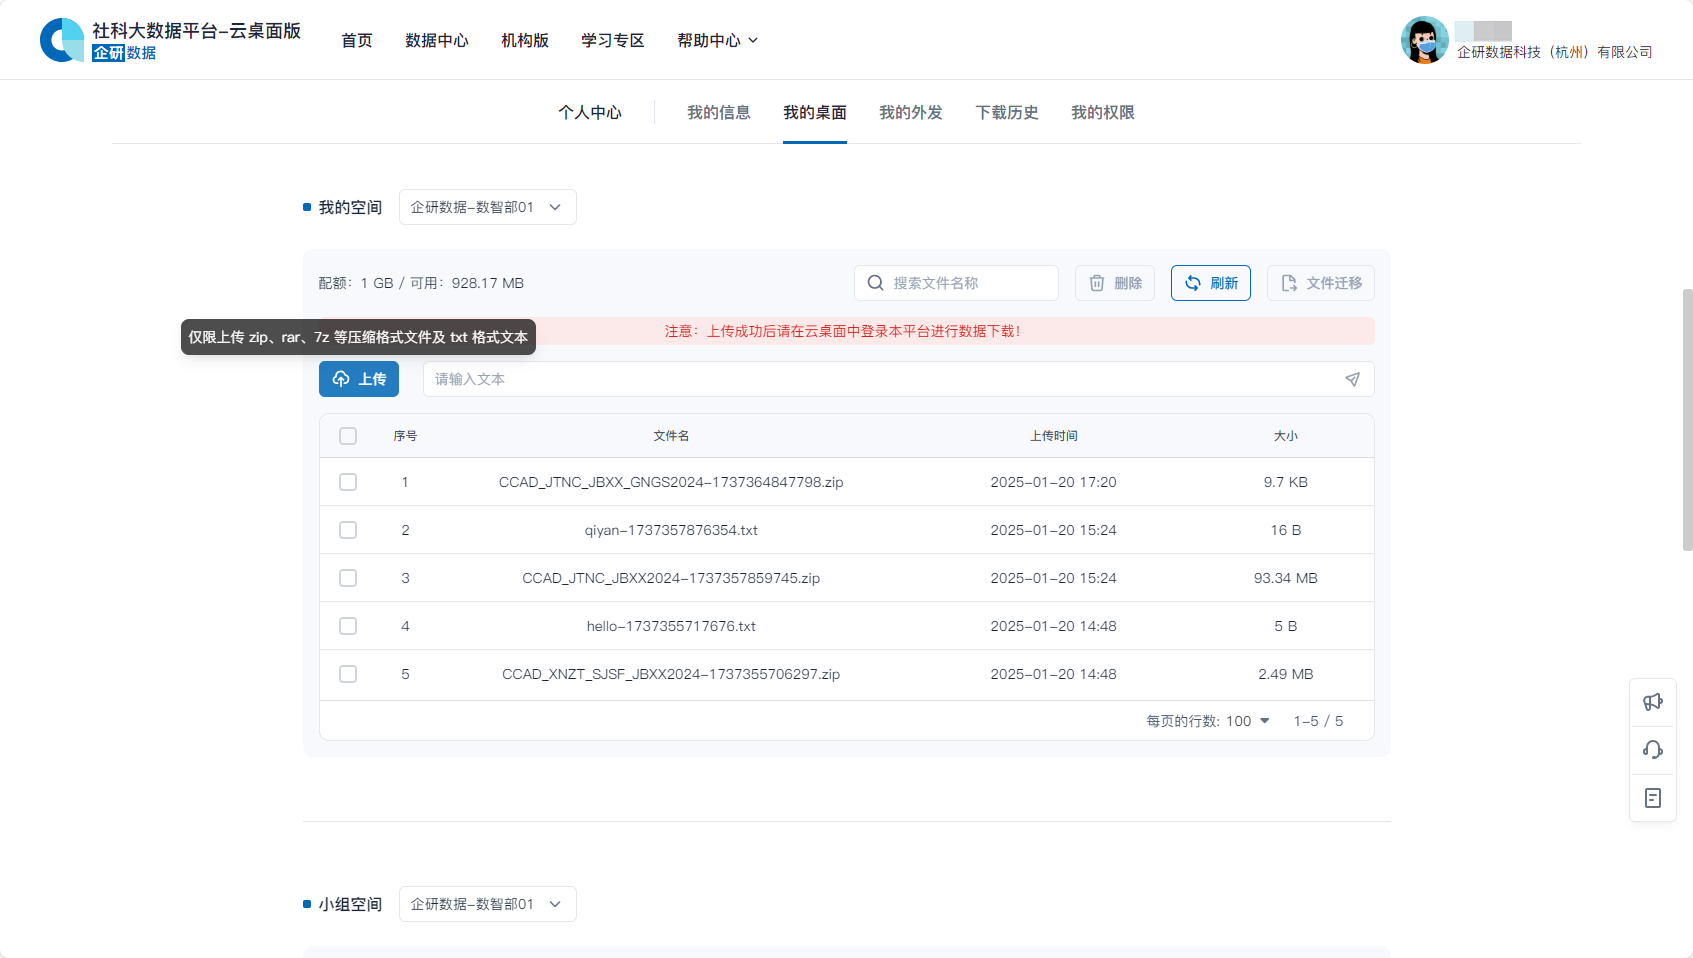 社科大数据平台-云桌面版
企研数据
首页 数据中心 机构版 学习专区 帮助中心
企研数据科技（杭州）有限公司
个人中心 我的信息 我的桌面 我的外发 下载历史 我的权限
我的空间 企研数据-数智部01
配额：1 GB / 可用：928.17 MB 搜索文件名称 删除 刷新 文件迁移
仅限上传 zip、rar、7z 等压缩格式文件及 txt 格式文本
注意：上传成功后请在云桌面中登录本平台进行数据下载！
上传 请输入文本
序号 文件名 上传时间 大小
1 CCAD_JTNC_JBXX_GNGS2024-1737364847798.zip 2025-01-20 17:20 9.7 KB
2 qiyan-1737357876354.txt 2025-01-20 15:24 16 B
3 CCAD_JTNC_JBXX2024-1737357859745.zip 2025-01-20 15:24 93.34 MB
4 hello-1737355717676.txt 2025-01-20 14:48 5 B
5 CCAD_XNZT_SJSF_JBXX2024-1737355706297.zip 2025-01-20 14:48 2.49 MB
每页的行数: 100 1-5 / 5
小组空间 企研数据-数智部01